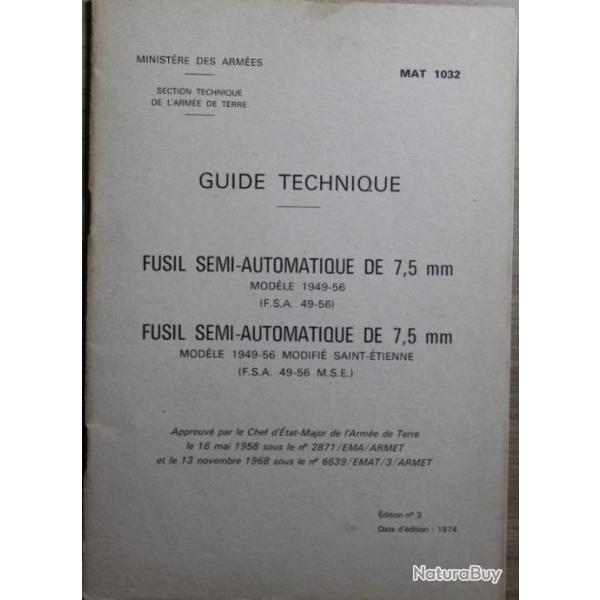 MINISTÉRE DES ARMÉES
MAT 1032
SECTION TECHNIQUE
DE L'ARMÉE DE TERRE
GUIDE TECHNIQUE
FUSIL SEMI-AUTOMATIQUE DE 7,5 mm
MODÈLE 1949-56
(F.S.A. 49-56)
FUSIL SEMI-AUTOMATIQUE DE 7,5 mm
MODÈLE 1949-56 MODIFIÉ SAINT-ÉTIENNE
(F.S.A. 49-56 M.S.E.)
Approuvé par le Chef d'État-Major de l'Armée de Terre
le 16 mai 1958 sous le nº 2871/EMA/ARMET
et le 13 novembre 1968 sous le nº 6639/EMAT/3/ARMET
Édition nº 3
Date d'édition : 1974
NaturaBuy